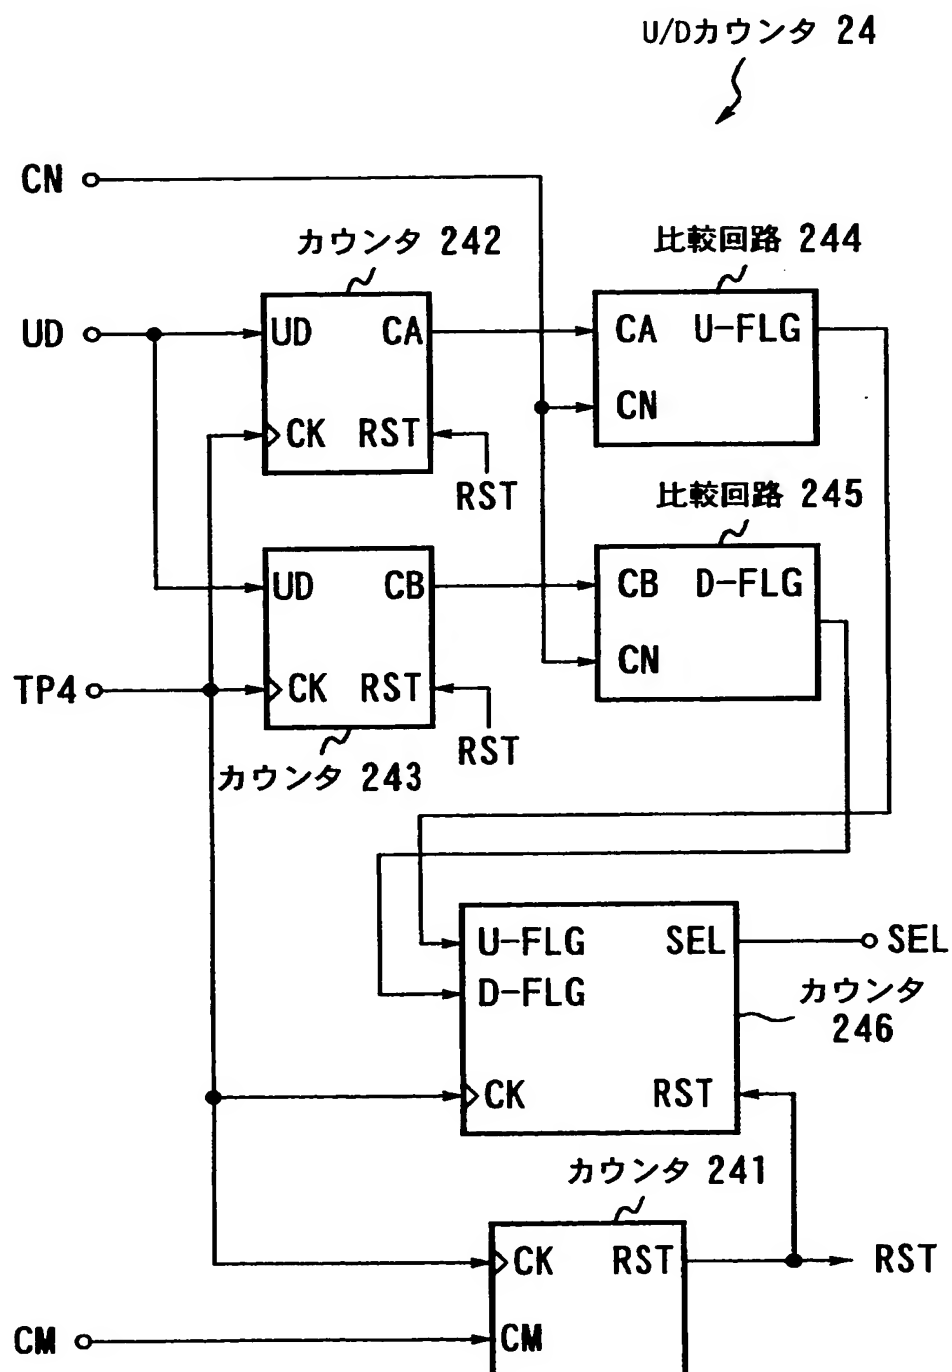 U/Dカウンタ 24
CN
カウンタ 242
比較回路 244
UD
UD CA
CA U-FLG
CN
CK RST
RST
比較回路 245
UD CB
CB D-FLG
CN
TP4
CK RST
RST
カウンタ 243
U-FLG SEL
SEL
D-FLG
カウンタ
246
CK RST
カウンタ 241
CK RST
RST
CM
CM